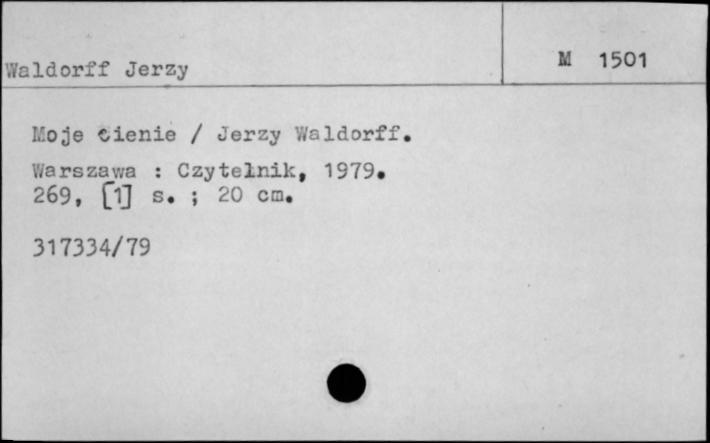 Waldorff Jerzy
M 1501
Moje cienie / Jerzy Waldorff.
Warszawa : Czytelnik, 1979.
269, [1] s. ; 20 cm.
317334/79